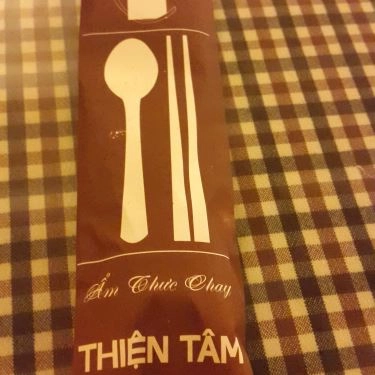 Ẩm Thực Chay
THIỆN TÂM